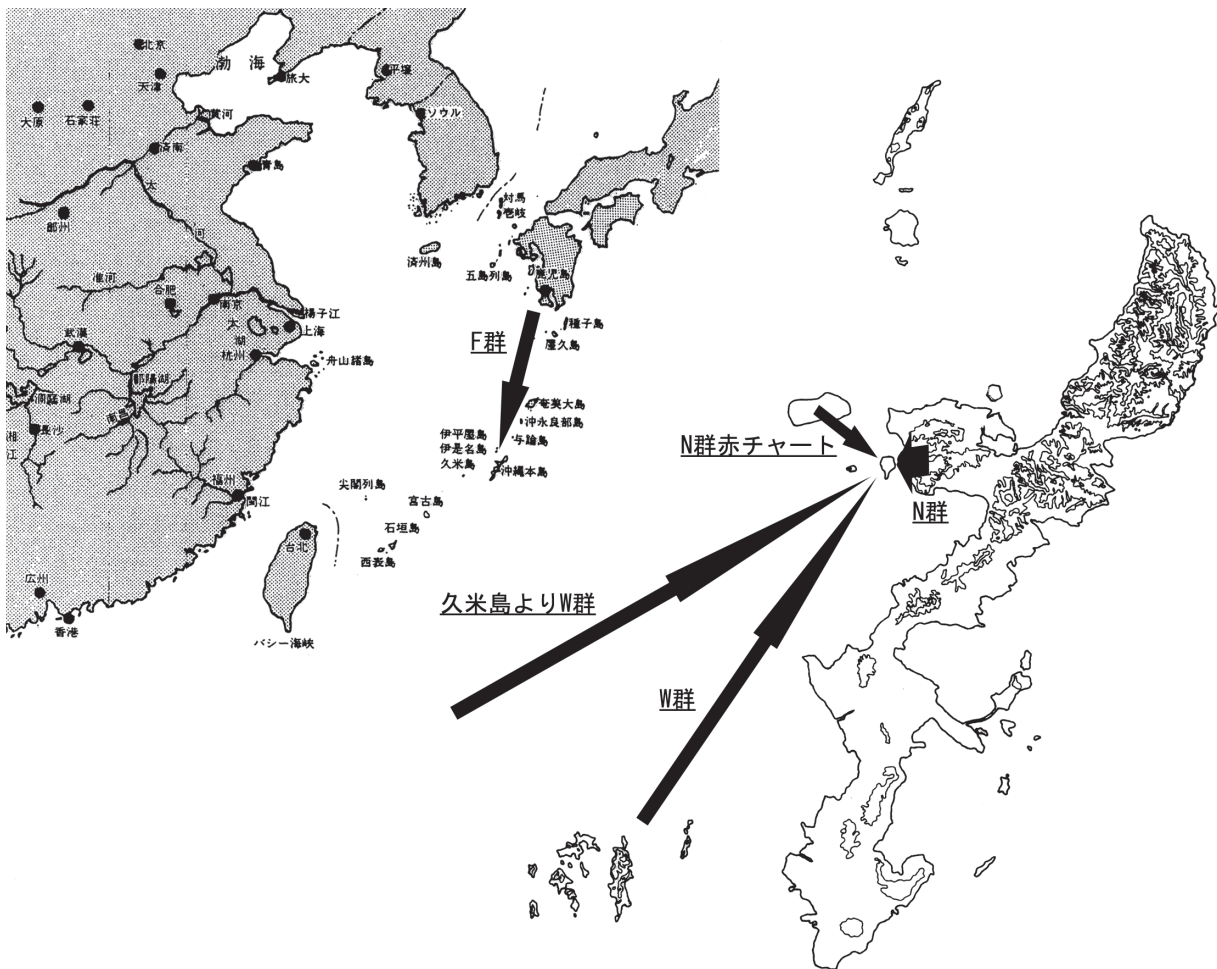 北京
渤海
旅大
平壌
天津
大原
石家荘
黄河
ソウル
済南
青島
大
河
対馬
壱岐
済州島
五島列島
鹿児島
淮河
合肥
南京
揚子江
太
湖
上海
武漢
杭州
舟山諸島
種子島
屋久島
F群
鄱陽湖
洞庭湖
南昌
長沙
湘
江
奄美大島
沖永良部島
与論島
伊平屋島
伊是名島
久米島
沖縄本島
N群赤チャート
N群
福州
閩江
尖閣列島
宮古島
石垣島
西表島
台北
広州
香港
バシー海峡
久米島よりW群
W群